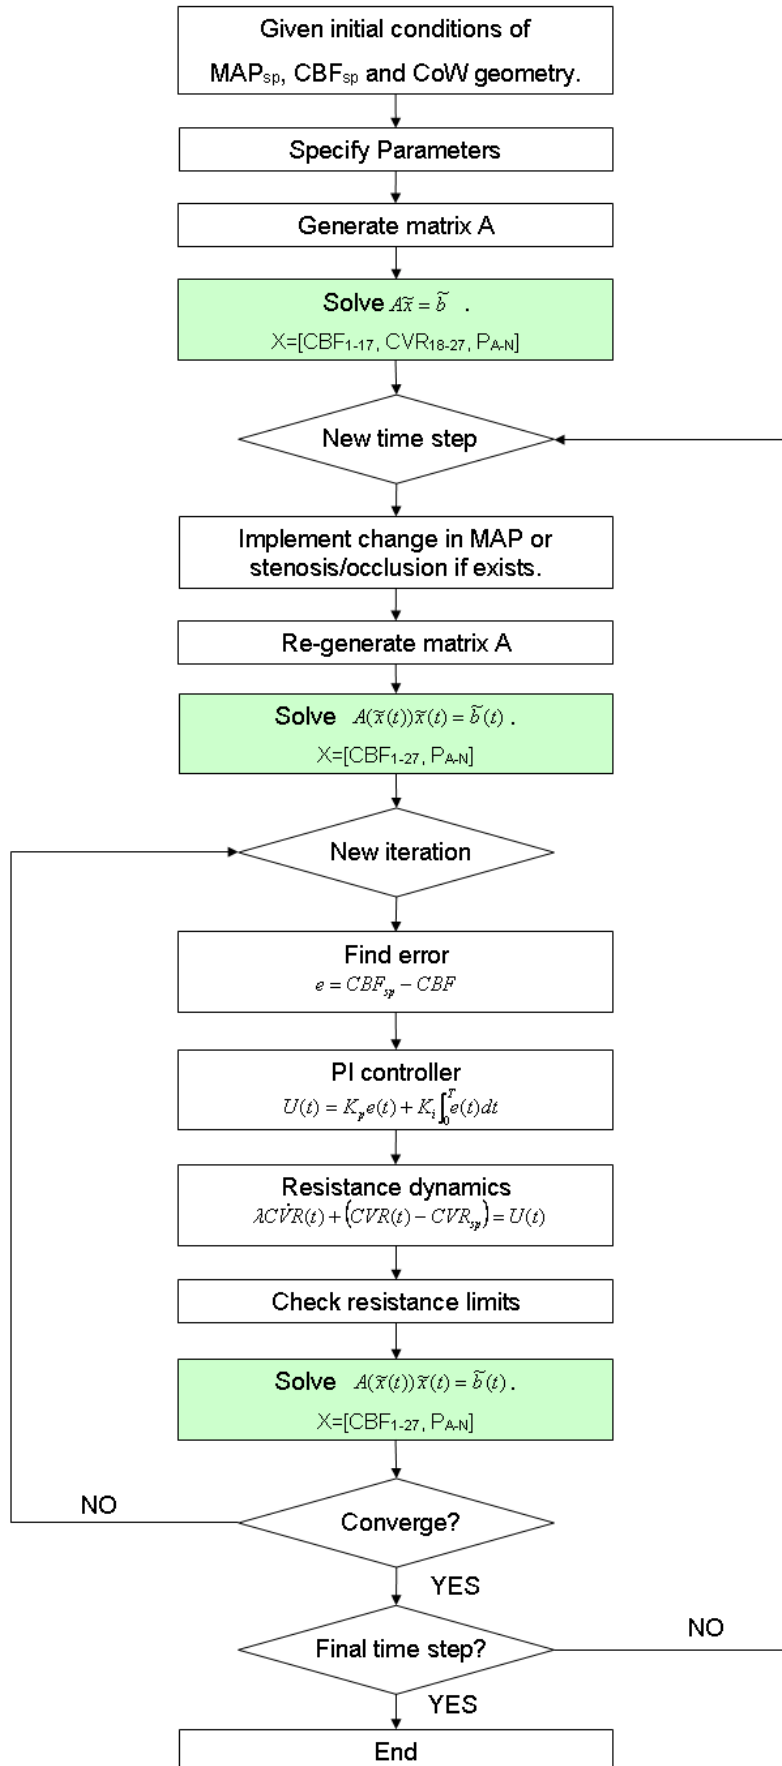 Given initial conditions of
MAPsp, CBFsp and CoW geometry.
Specify Parameters
Generate matrix A
Solve Ax̃ = b̃ .
X=[CBF1-17, CVR18-27, PA-N]
New time step
Implement change in MAP or
stenosis/occlusion if exists.
Re-generate matrix A
Solve A(x̃(t))x̃(t) = b̃(t) .
X=[CBF1-27, PA-N]
New iteration
Find error
e = CBFsp − CBF
PI controller
U(t) = Kp e(t) + Ki ∫0T e(t)dt
Resistance dynamics
λCV̇R(t) + (CVR(t) − CVRsp) = U(t)
Check resistance limits
Solve A(x̃(t))x̃(t) = b̃(t) .
X=[CBF1-27, PA-N]
NO
Converge?
YES
NO
Final time step?
YES
End